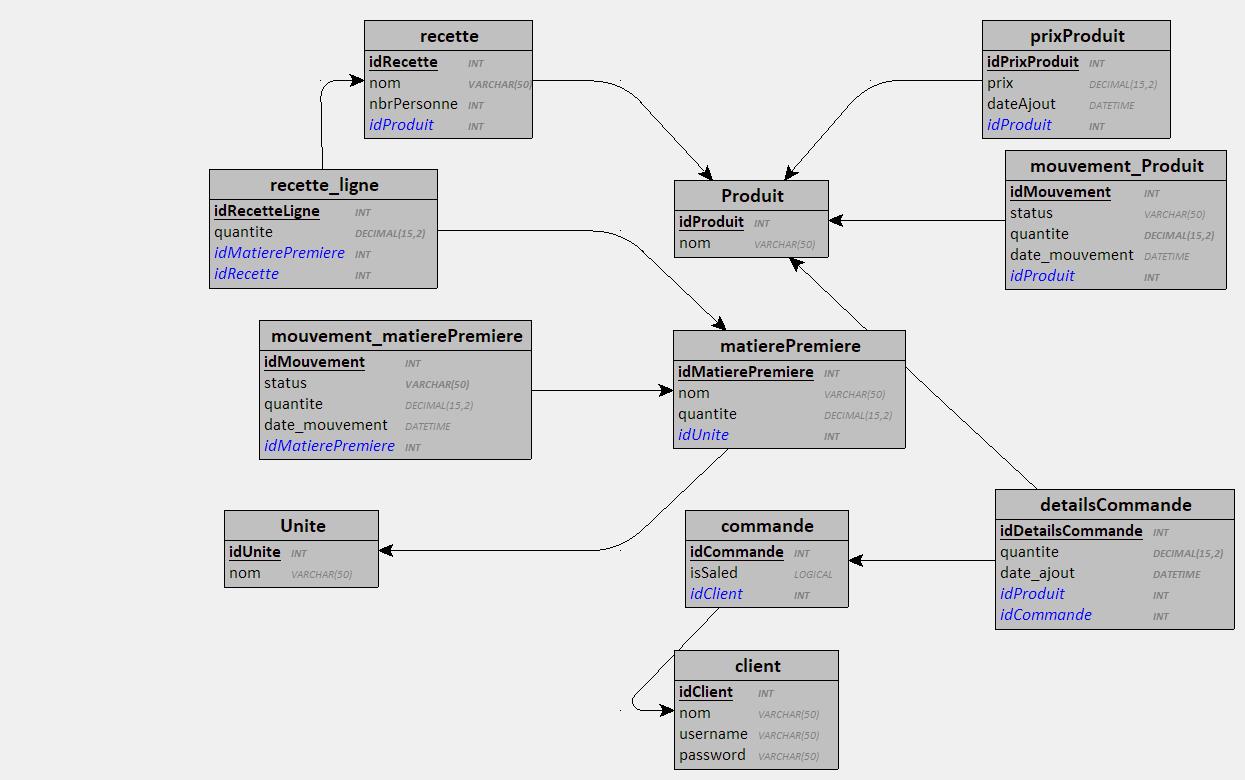 recette
idRecette INT
nom VARCHAR(50)
nbrPersonne INT
idProduit INT
prixProduit
idPrixProduit INT
prix DECIMAL(15,2)
dateAjout DATETIME
idProduit INT
recette_ligne
idRecetteLigne INT
quantite DECIMAL(15,2)
idMatierePremiere INT
idRecette INT
Produit
idProduit INT
nom VARCHAR(50)
mouvement_Produit
idMouvement INT
status VARCHAR(50)
quantite DECIMAL(15,2)
date_mouvement DATETIME
idProduit INT
mouvement_matierePremiere
idMouvement INT
status VARCHAR(50)
quantite DECIMAL(15,2)
date_mouvement DATETIME
idMatierePremiere INT
matierePremiere
idMatierePremiere INT
nom VARCHAR(50)
quantite DECIMAL(15,2)
idUnite INT
Unite
idUnite INT
nom VARCHAR(50)
commande
idCommande INT
isSaled LOGICAL
idClient INT
detailsCommande
idDetailsCommande INT
quantite DECIMAL(15,2)
date_ajout DATETIME
idProduit INT
idCommande INT
client
idClient INT
nom VARCHAR(50)
username VARCHAR(50)
password VARCHAR(50)